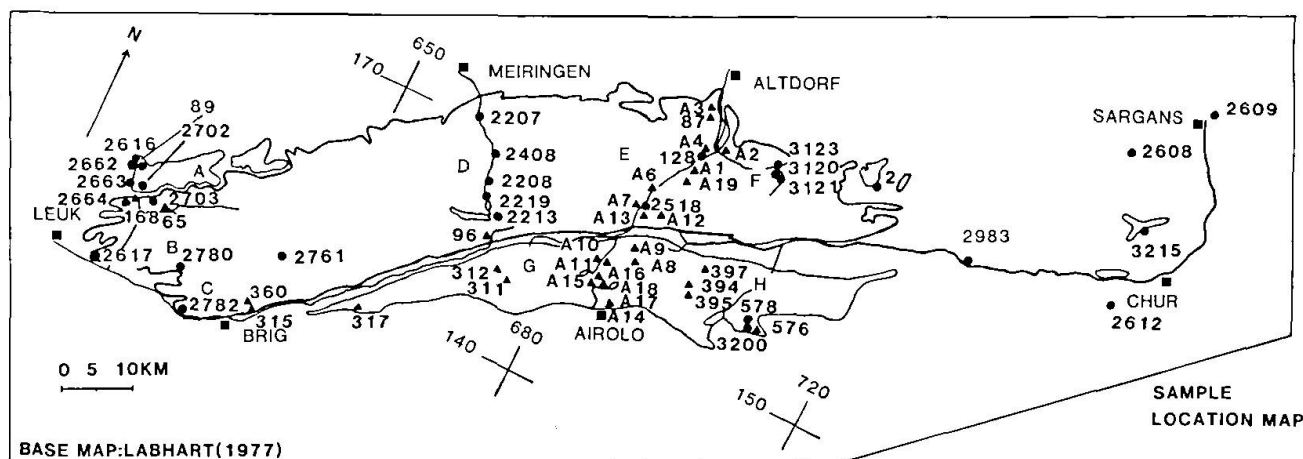 N
170
650
MEIRINGEN
ALTDORF
SARGANS
2609
2608
89
2702
2616
2662
2663
2664
A
2207
2408
D
2208
2219
2213
E
A3
87
A4
128
A2
A1
A19
A6
A7
2518
A13
A12
F
3123
3120
3121
2
LEUK
168
65
2703
2617
B
2780
2761
C
2782
360
315
BRIG
317
96
312
311
G
A10
A11
A15
A9
A8
A16
A18
A17
A14
AIROLO
397
394
395
H
578
576
3200
2983
3215
CHUR
2612
140
680
150
720
0 5 10KM
BASE MAP:LABHART(1977)
SAMPLE
LOCATION MAP